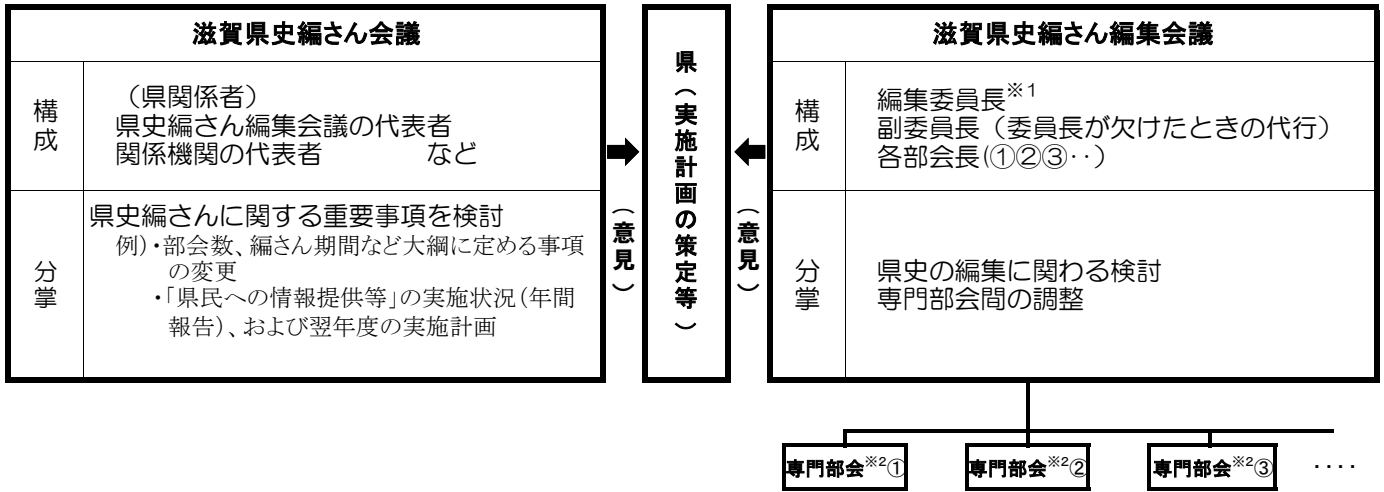 滋賀県史編さん会議
構成
（県関係者）
県史編さん編集会議の代表者
関係機関の代表者　　　など
分掌
県史編さんに関する重要事項を検討
例)・部会数、編さん期間など大綱に定める事項
の変更
・「県民への情報提供等」の実施状況（年間
報告）、および翌年度の実施計画
（意見）
県（実施計画の策定等）
（意見）
滋賀県史編さん編集会議
構成
編集委員長※1
副委員長（委員長が欠けたときの代行）
各部会長(①②③‥）
分掌
県史の編集に関わる検討
専門部会間の調整
専門部会※2①
専門部会※2②
専門部会※2③
‥‥